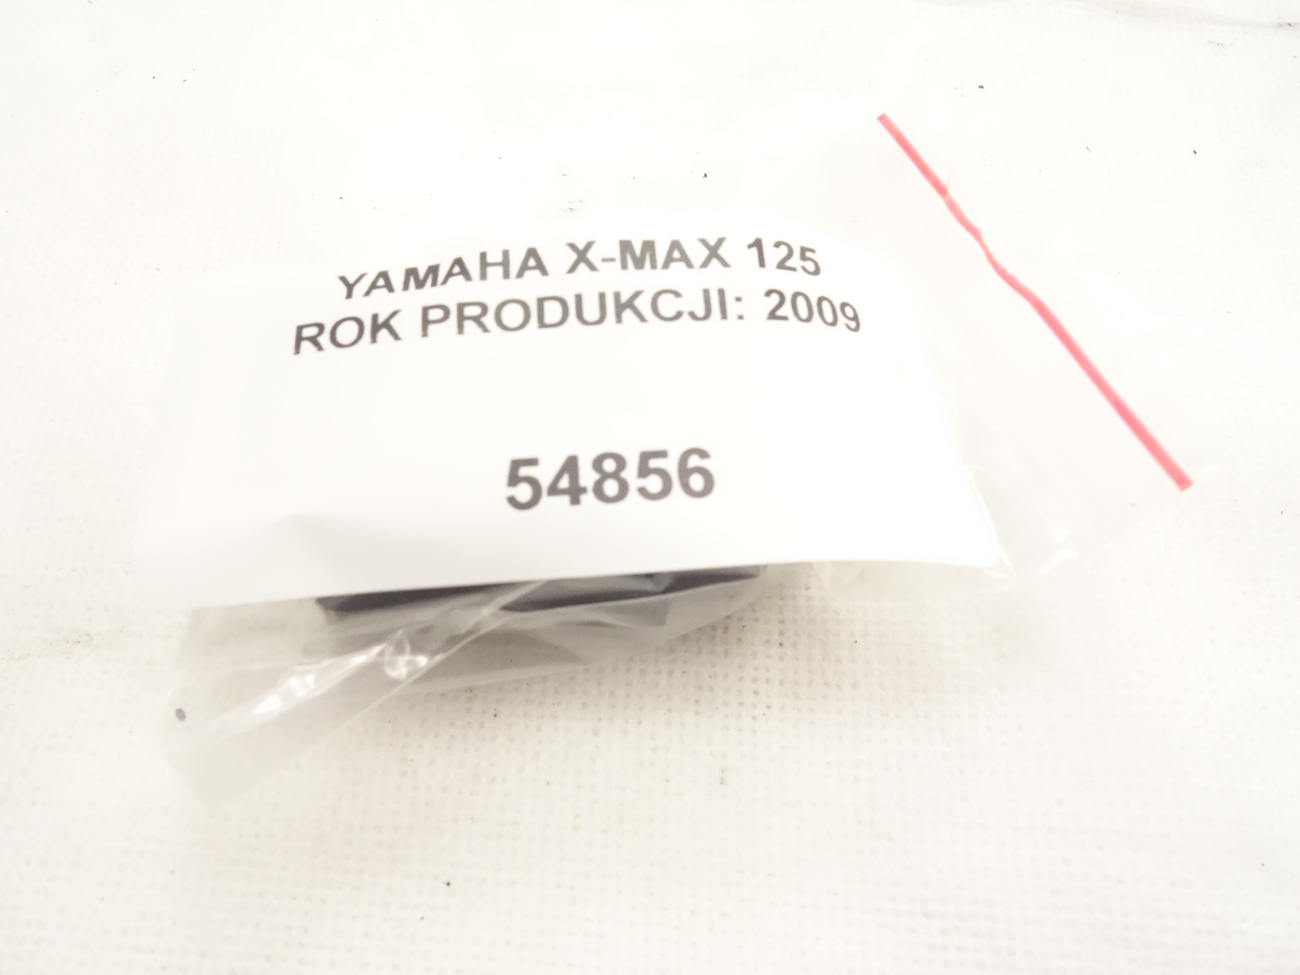 YAMAHA X-MAX 125
ROK PRODUKCJI: 2009
54856